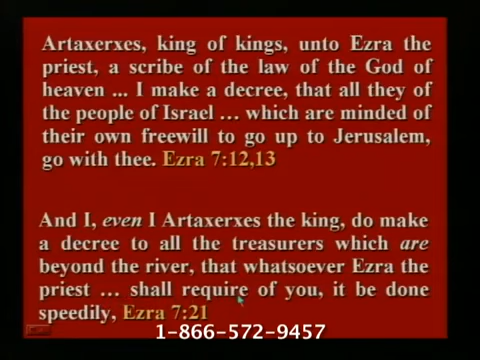 Artaxerxes, king of kings, unto Ezra the
priest, a scribe of the law of the God of
heaven ... I make a decree, that all they of
the people of Israel ... which are minded of
their own freewill to go up to Jerusalem,
go with thee. Ezra 7:12,13
And I, even I Artaxerxes the king, do make
a decree to all the treasurers which are
beyond the river, that whatsoever Ezra the
priest ... shall require of you, it be done
speedily, Ezra 7:21
1-866-572-9457